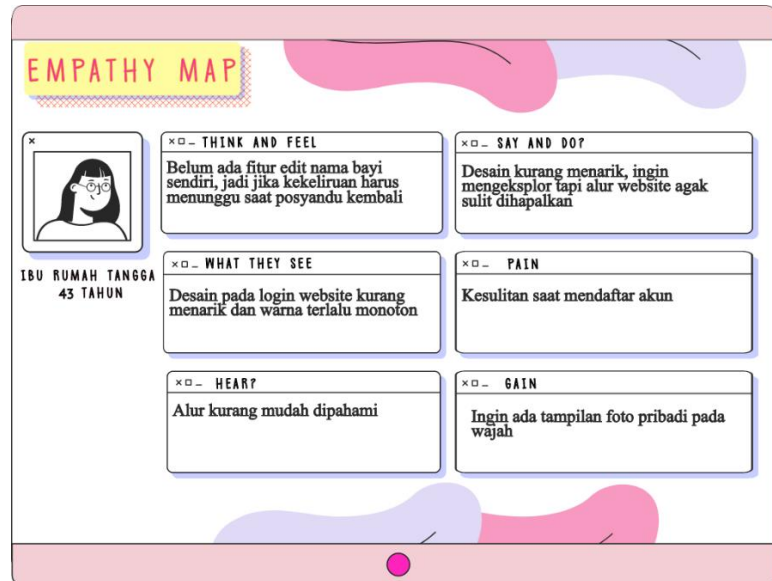 EMPATHY MAP
THINK AND FEEL
Belum ada fitur edit nama bayi
sendiri, jadi jika kekeliruan harus
menunggu saat posyandu kembali
SAY AND DO?
Desain kurang menarik, ingin
mengeksplor tapi alur website agak
sulit dihapalkan
IBU RUMAH TANGGA
43 TAHUN
WHAT THEY SEE
Desain pada login website kurang
menarik dan warna terlalu monoton
PAIN
Kesulitan saat mendaftar akun
HEAR?
Alur kurang mudah dipahami
GAIN
Ingin ada tampilan foto pribadi pada
wajah